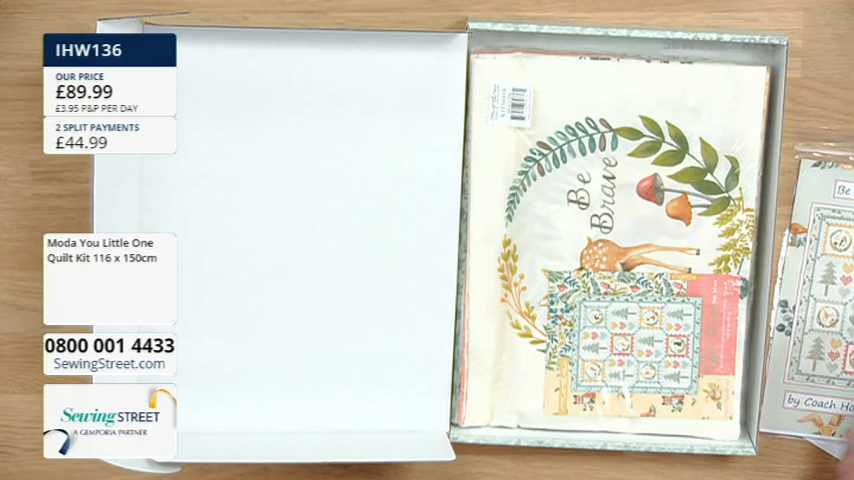 IHW136
OUR PRICE
£89.99
£3.95 P&P PER DAY
2 SPLIT PAYMENTS
£44.99
Moda You Little One
Quilt Kit 116 x 150cm
0800 001 4433
SewingStreet.com
Sewing STREET
A GEMPORIA PARTNER
Be
Brave
Be
by Coach Ho